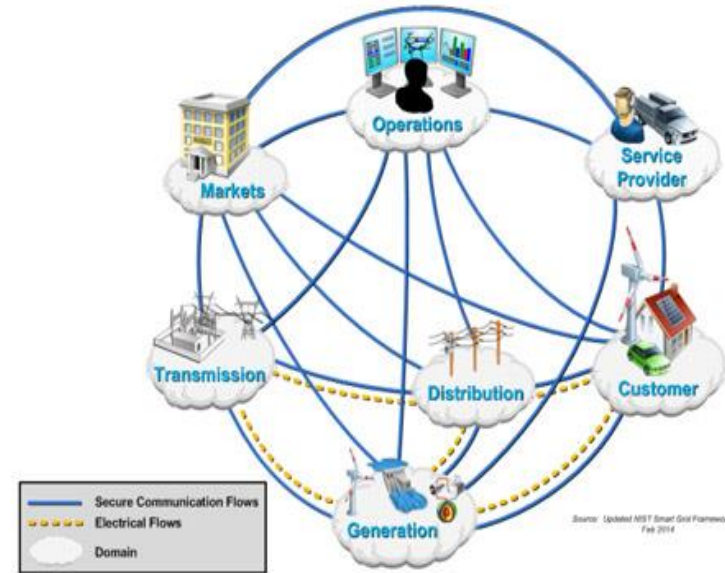 Operations
Markets
Service
Provider
Transmission
Distribution
Customer
Generation
Secure Communication Flows
Electrical Flows
Domain
Source: Updated NIST Smart Grid Framewo
Feb 2014